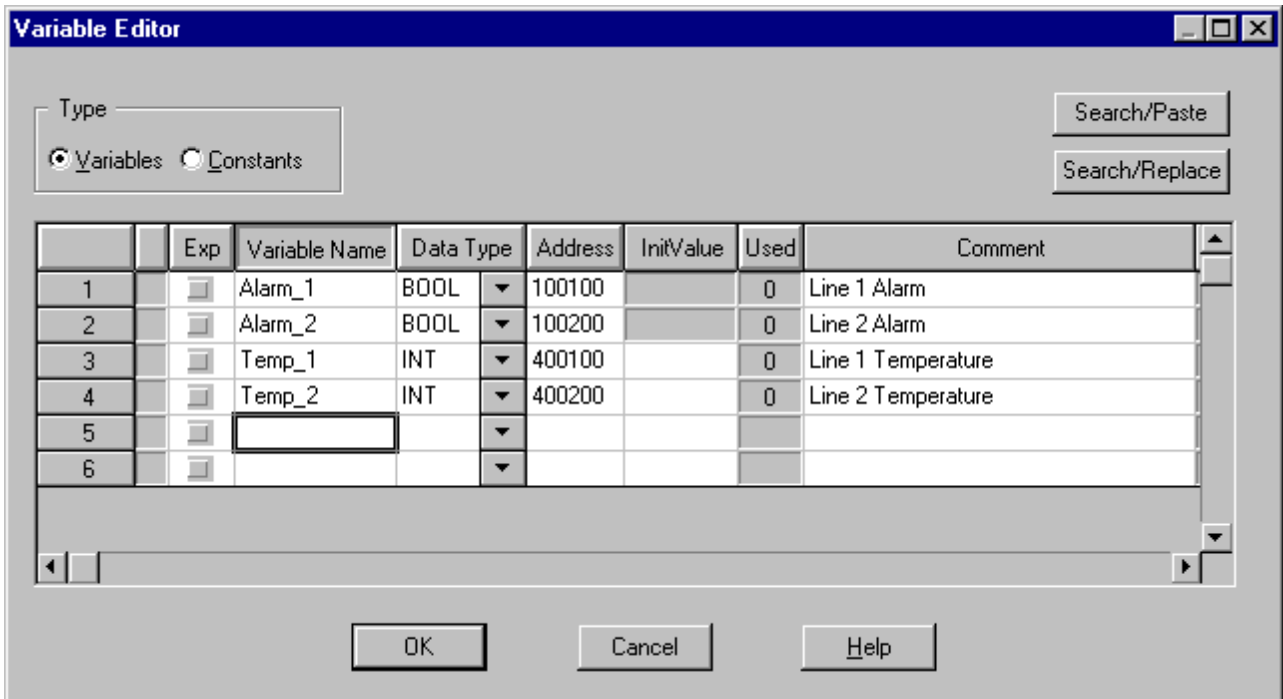 Variable Editor
Type
Search/Paste
Variables Constants
Search/Replace
Exp Variable Name Data Type Address InitValue Used Comment
1 Alarm_1 BOOL 100100 0 Line 1 Alarm
2 Alarm_2 BOOL 100200 0 Line 2 Alarm
3 Temp_1 INT 400100 0 Line 1 Temperature
4 Temp_2 INT 400200 0 Line 2 Temperature
5
6
OK Cancel Help